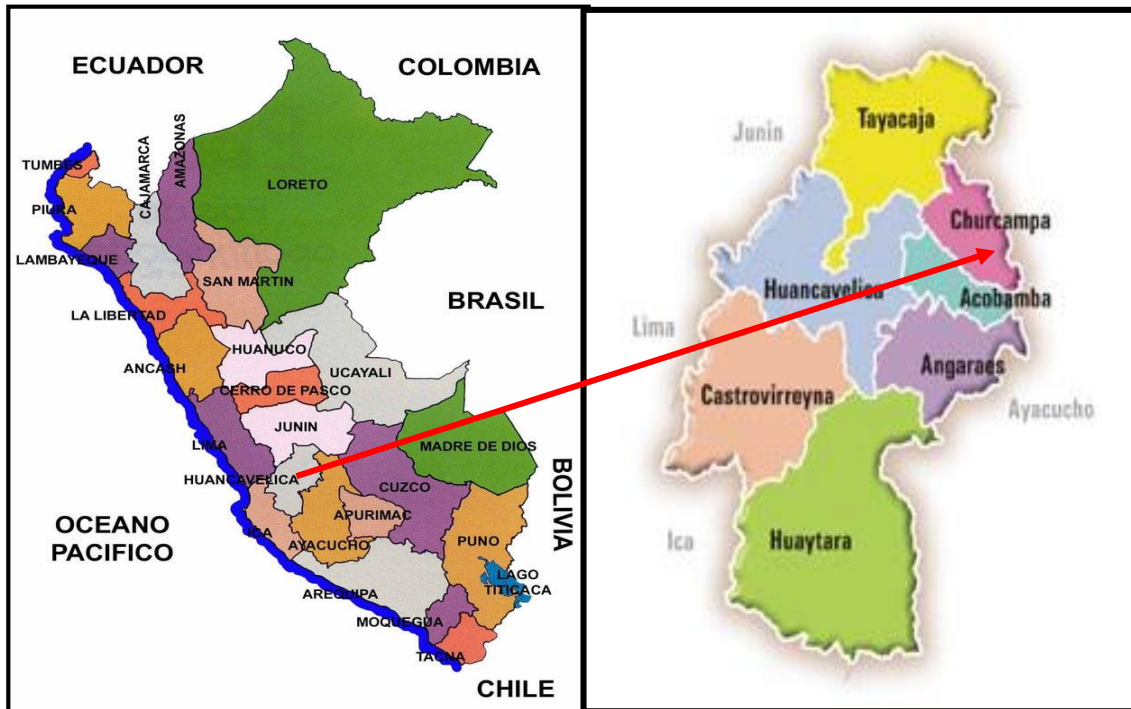 ECUADOR
COLOMBIA
TUMBES
PIURA
CAJAMARCA
AMAZONAS
LORETO
LAMBAYEQUE
SAN MARTIN
BRASIL
LA LIBERTAD
HUANUCO
ANCASH
UCAYALI
CERRO DE PASCO
JUNIN
LIMA
MADRE DE DIOS
HUANCAVELICA
CUZCO
BOLIVIA
OCEANO
PACIFICO
APURIMAC
ICA
AYACUCHO
PUNO
LAGO
TITICACA
AREQUIPA
MOQUEGUA
TACNA
CHILE
Tayacaja
Junin
Churcampa
Huancavelica
Acobamba
Lima
Angaraes
Castrovirreyna
Ayacucho
Ica
Huaytara